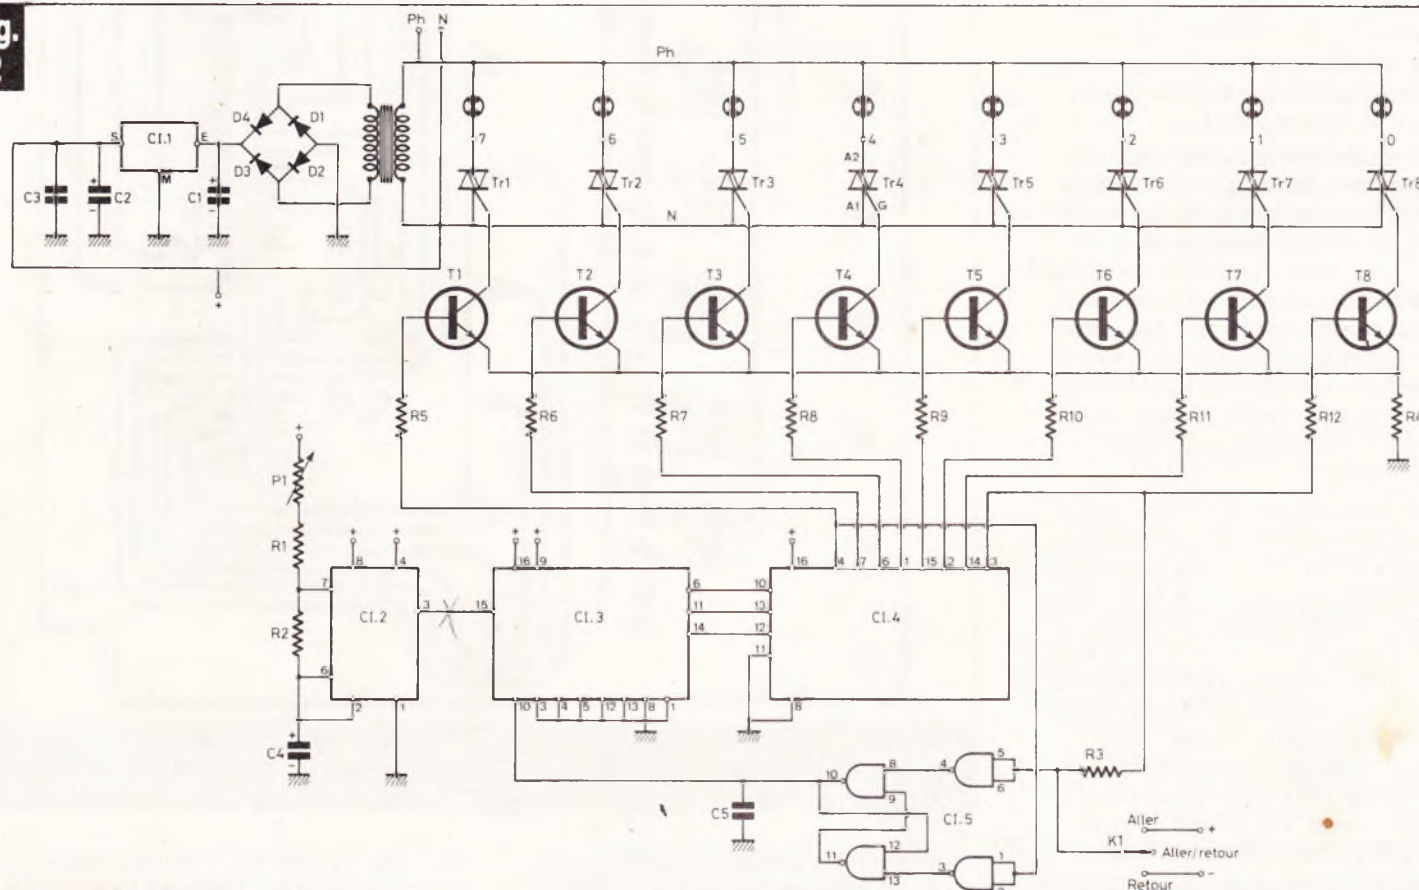 g.
Ph N
Ph
D4 D1
S CI.1 E
7 6 5 4 3 2 1 0
M
D3 D2
A2
C3 C2 C1
Tr1 Tr2 Tr3 Tr4 Tr5 Tr6 Tr7 Tr8
A1 G
N
+ - + -
+
T1 T2 T3 T4 T5 T6 T7 T8
R5 R6 R7 R8 R9 R10 R11 R12 R4
+
P1
R1
+ + + + +
8 4 16 9 16 4 7 6 1 15 2 14 3
7 6 10
CI.2 3 15 CI.3 11 13 CI.4
R2 14 12
6 11
2 1 10 3 4 5 12 13 8 1 8
+
C4
-
R3
10 8 4 5
9 6
C5 CI.5
Aller +
12 K1 Aller/retour
11 13 3 1
Retour -